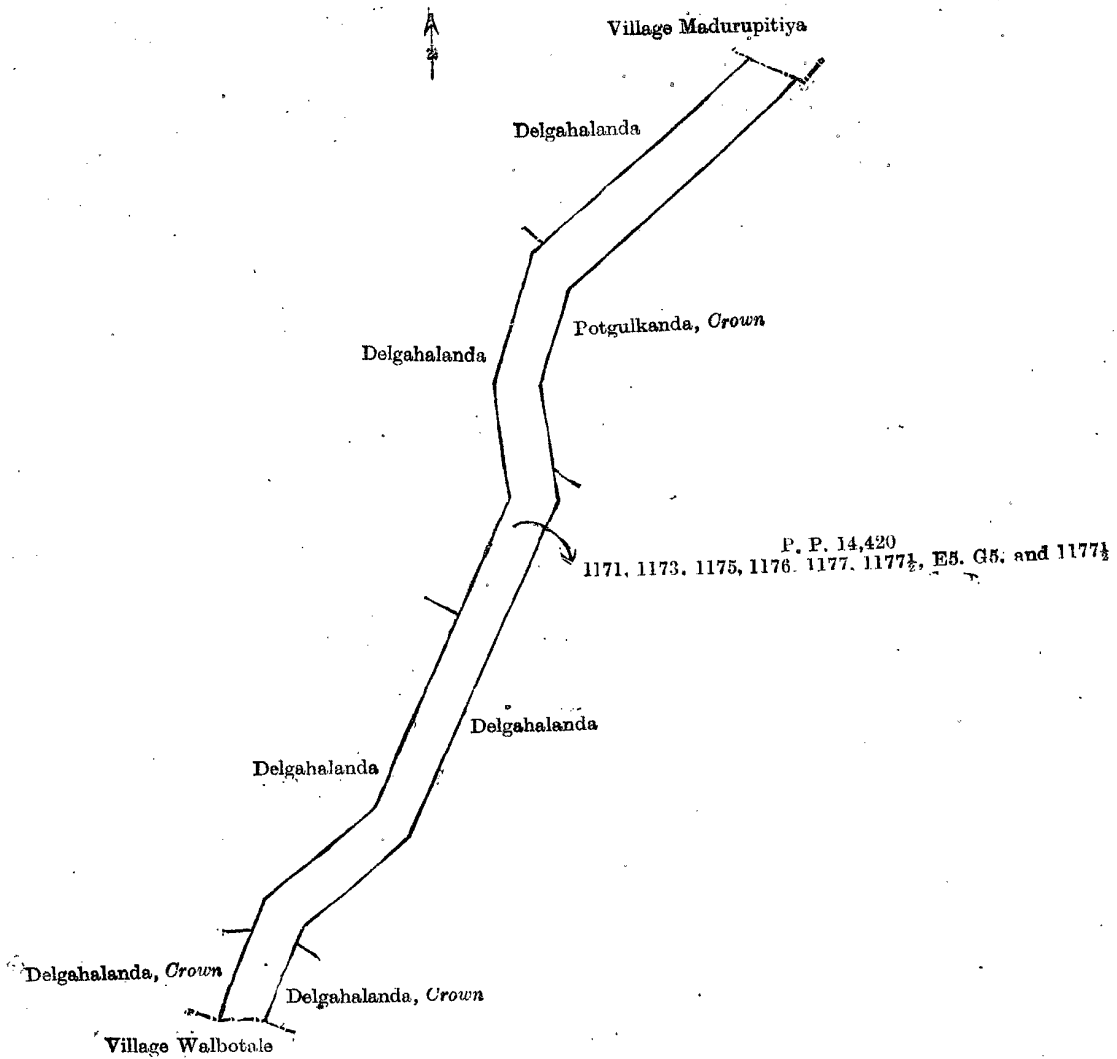 Village Madurupitiya
Delgahalanda
Potgulkanda, Crown
Delgahalanda
P. P. 14,420
1171, 1173, 1175, 1176, 1177, 1177½, E5, G5, and 1177½
Delgahalanda
Delgahalanda
Delgahalanda, Crown
Delgahalanda, Crown
Village Walbotale